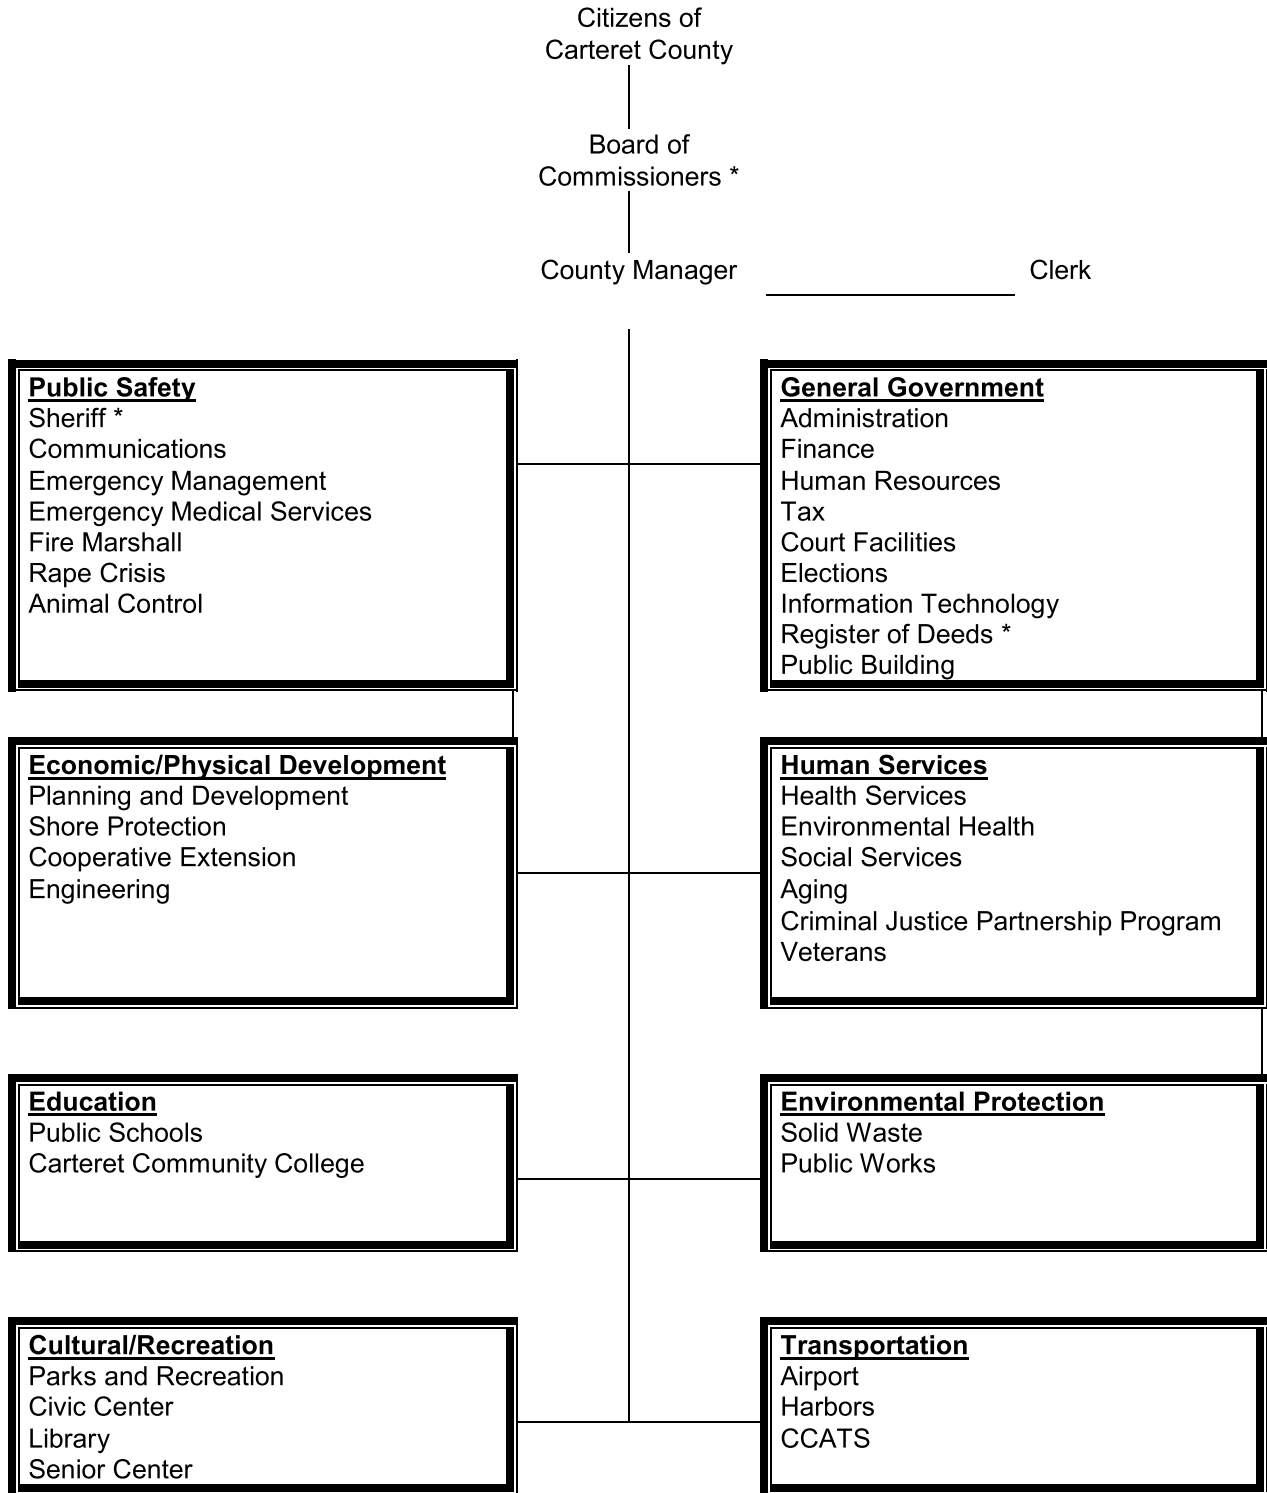 Citizens of
Carteret County
Board of
Commissioners *
County Manager
Clerk
Public Safety
Sheriff *
Communications
Emergency Management
Emergency Medical Services
Fire Marshall
Rape Crisis
Animal Control
General Government
Administration
Finance
Human Resources
Tax
Court Facilities
Elections
Information Technology
Register of Deeds *
Public Building
Economic/Physical Development
Planning and Development
Shore Protection
Cooperative Extension
Engineering
Human Services
Health Services
Environmental Health
Social Services
Aging
Criminal Justice Partnership Program
Veterans
Education
Public Schools
Carteret Community College
Environmental Protection
Solid Waste
Public Works
Cultural/Recreation
Parks and Recreation
Civic Center
Library
Senior Center
Transportation
Airport
Harbors
CCATS